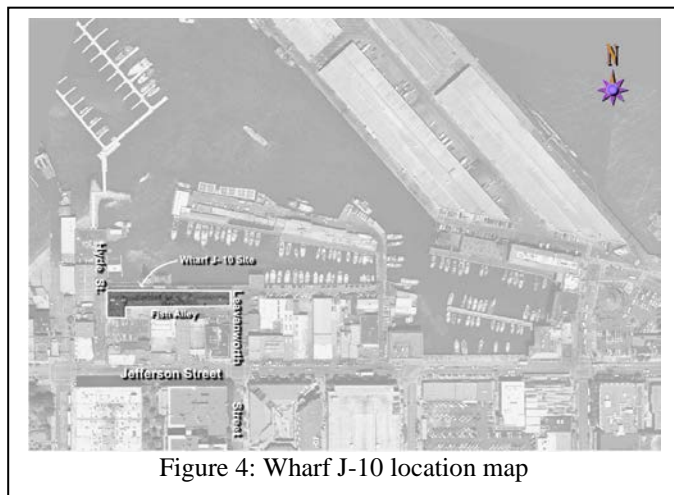 N
Hyde St.
Wharf J-10 Site
Fish Alley
Leavenworth
Street
Jefferson Street
Figure 4: Wharf J-10 location map